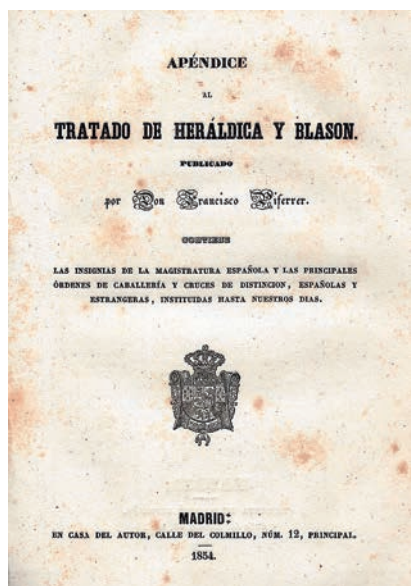 APÉNDICE
AL
TRATADO DE HERÁLDICA Y BLASON.
PUBLICADO
por Don Francisco Piferrer.
CONTIENE
LAS INSIGNIAS DE LA MAGISTRATURA ESPAÑOLA Y LAS PRINCIPALES
ÓRDENES DE CABALLERÍA Y CRUCES DE DISTINCION, ESPAÑOLAS Y
ESTRANGERAS, INSTITUIDAS HASTA NUESTROS DIAS.
MADRID:
EN CASA DEL AUTOR, CALLE DEL COLMILLO, NÚM. 12, PRINCIPAL.
1854.